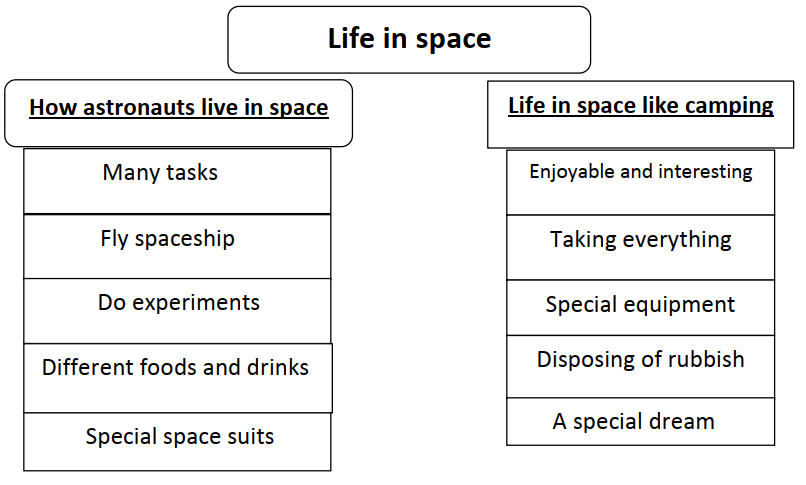 Life in space
How astronauts live in space
Many tasks
Fly spaceship
Do experiments
Different foods and drinks
Special space suits
Life in space like camping
Enjoyable and interesting
Taking everything
Special equipment
Disposing of rubbish
A special dream